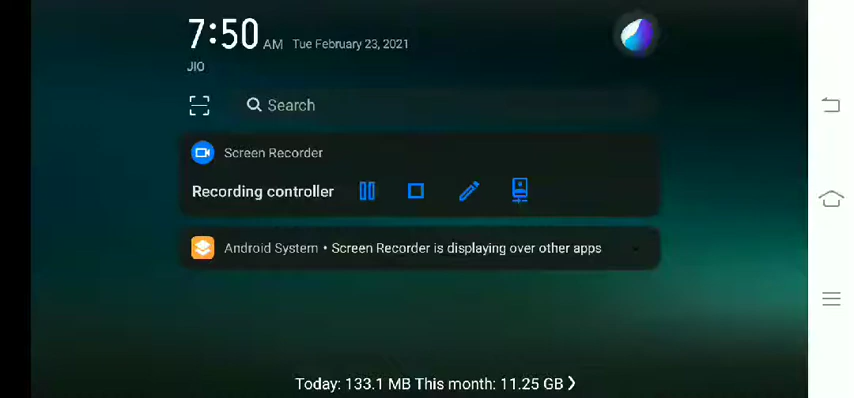 7:50 AM Tue February 23, 2021
JIO
Search
Screen Recorder
Recording controller
Android System • Screen Recorder is displaying over other apps
Today: 133.1 MB This month: 11.25 GB ❯